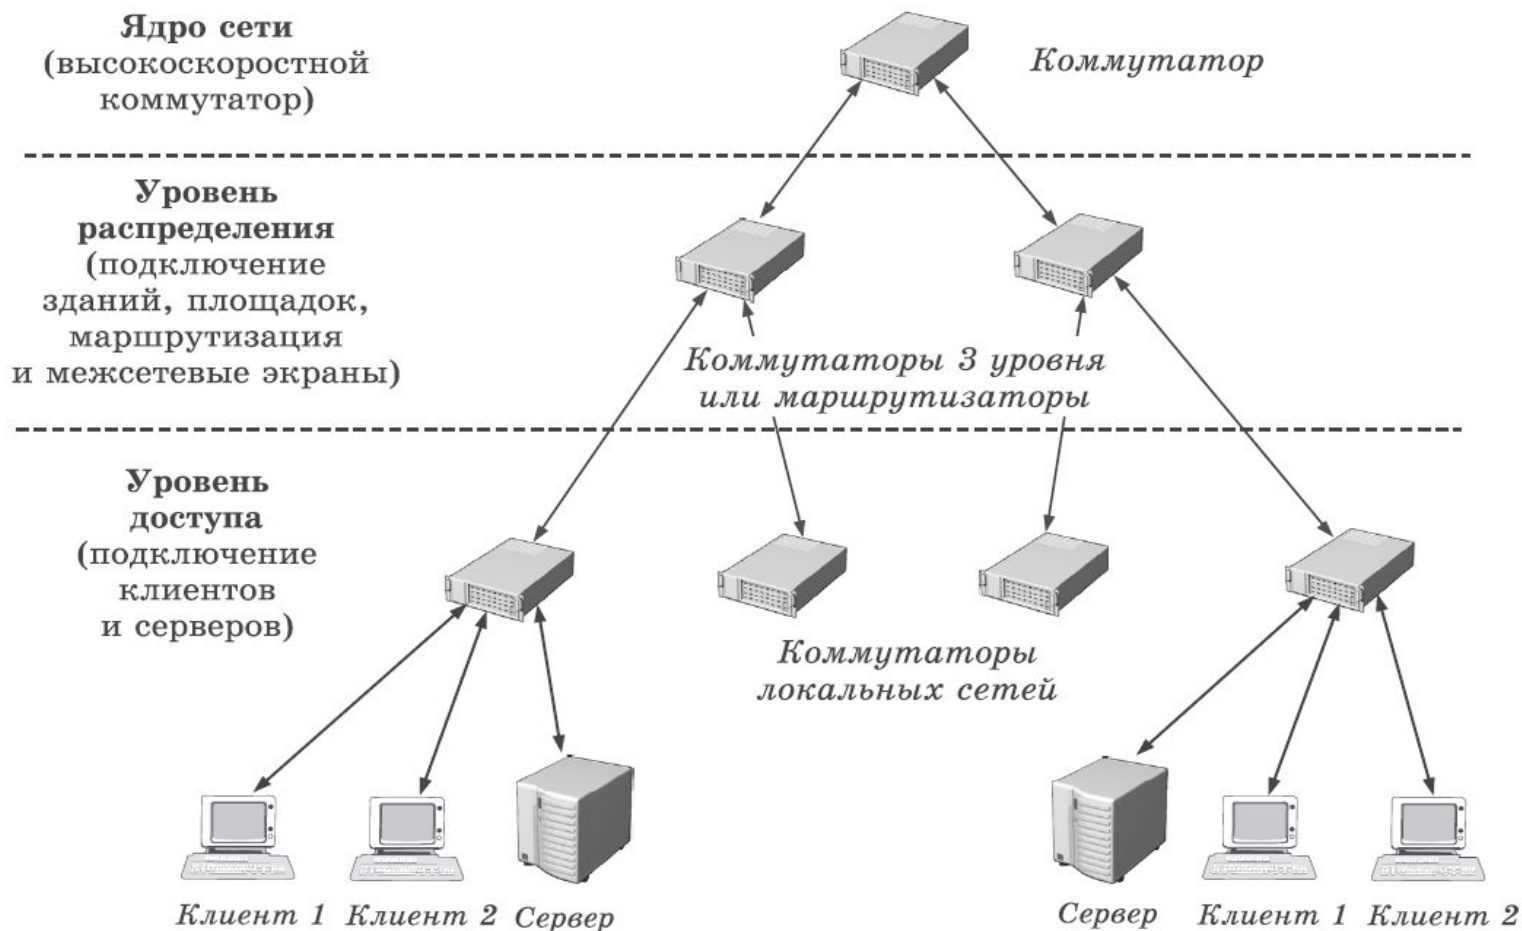 Ядро сети
(высокоскоростной
коммутатор)
Коммутатор
Уровень
распределения
(подключение
зданий, площадок,
маршрутизация
и межсетевые экраны)
Коммутаторы 3 уровня
или маршрутизаторы
Уровень
доступа
(подключение
клиентов
и серверов)
Коммутаторы
локальных сетей
Клиент 1
Клиент 2
Сервер
Сервер
Клиент 1
Клиент 2